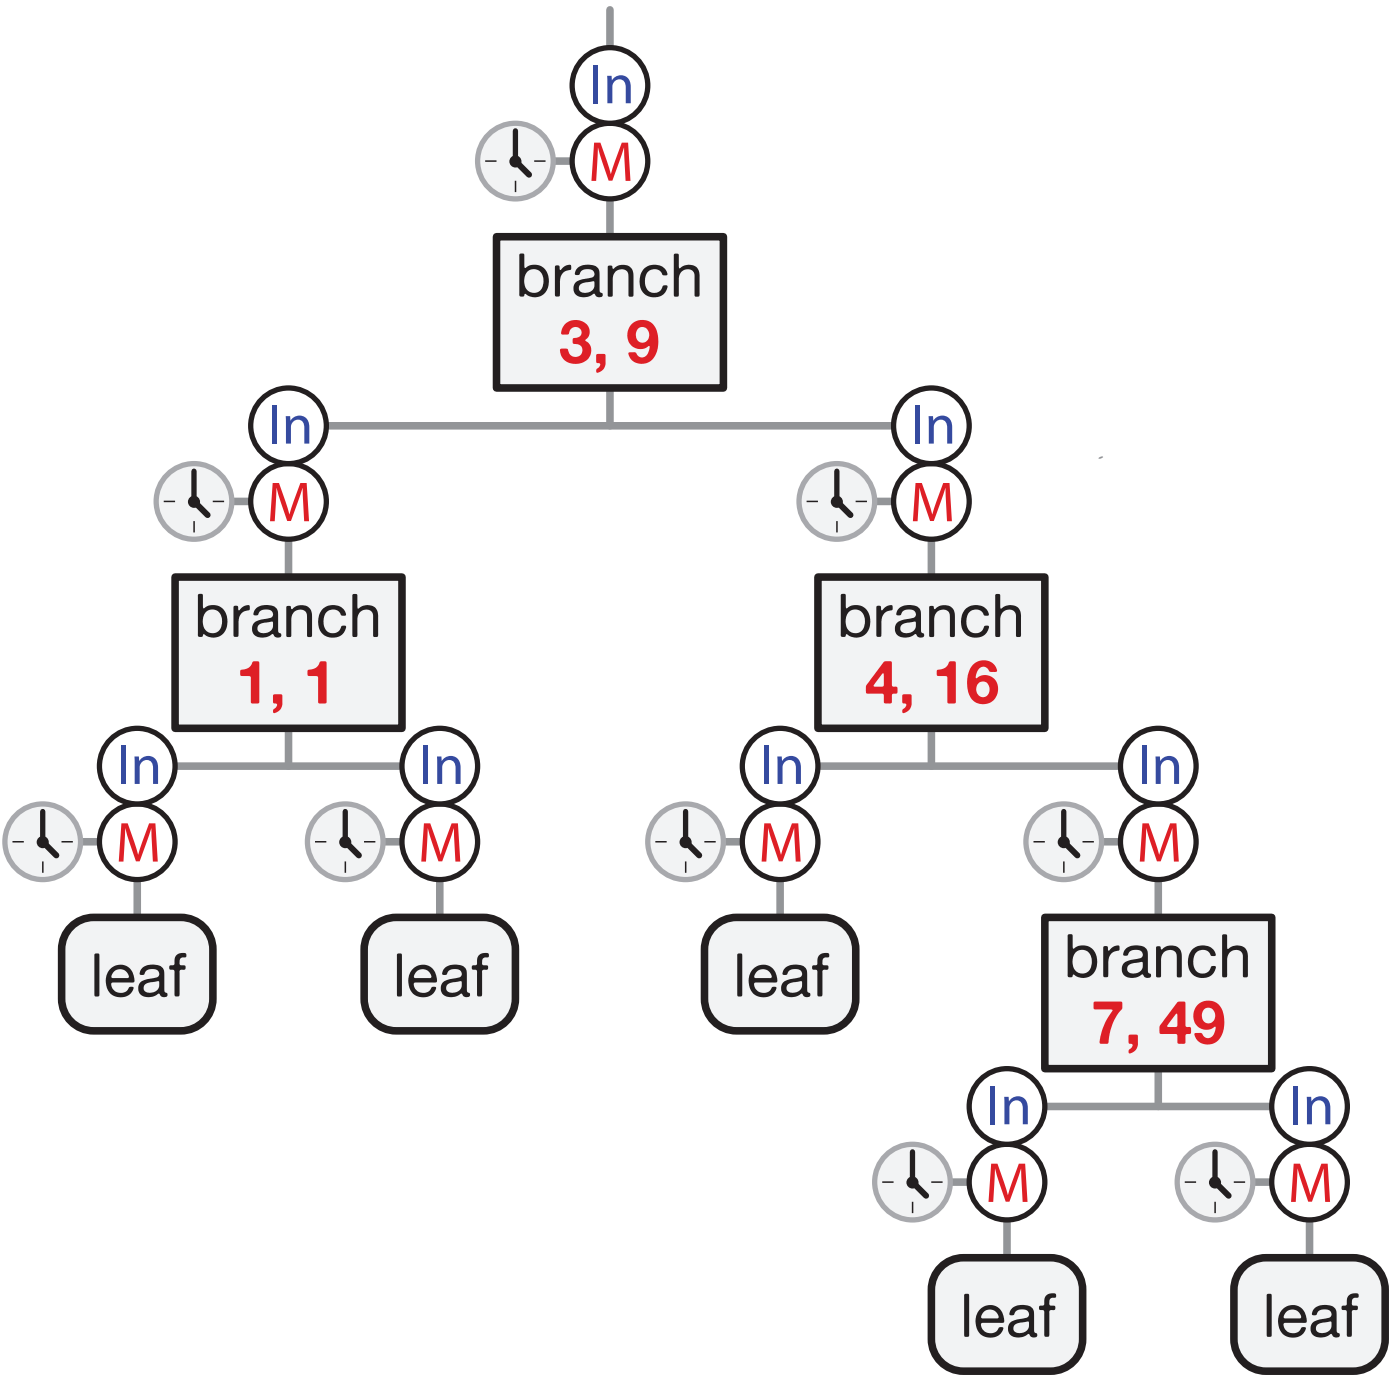 In
M
branch
3, 9
In In
M M
branch branch
1, 1 4, 16
In In In In
M M M M
leaf leaf leaf branch
7, 49
In In
M M
leaf leaf